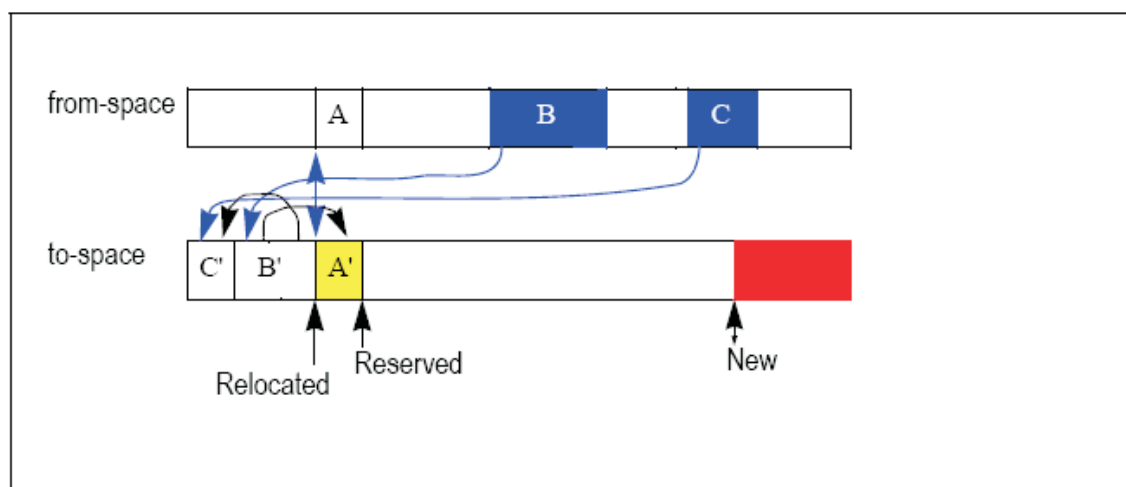 from-space
A
B
C
to-space
C'
B'
A'
Relocated
Reserved
New